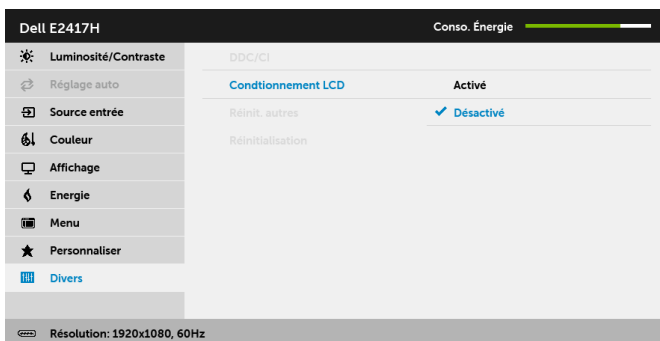 Dell E2417H
Conso. Énergie
Luminosité/Contraste
DDC/CI
Réglage auto
Condtionnement LCD
Activé
Source entrée
Réinit. autres
Désactivé
Couleur
Réinitialisation
Affichage
Energie
Menu
Personnaliser
Divers
Résolution: 1920x1080, 60Hz